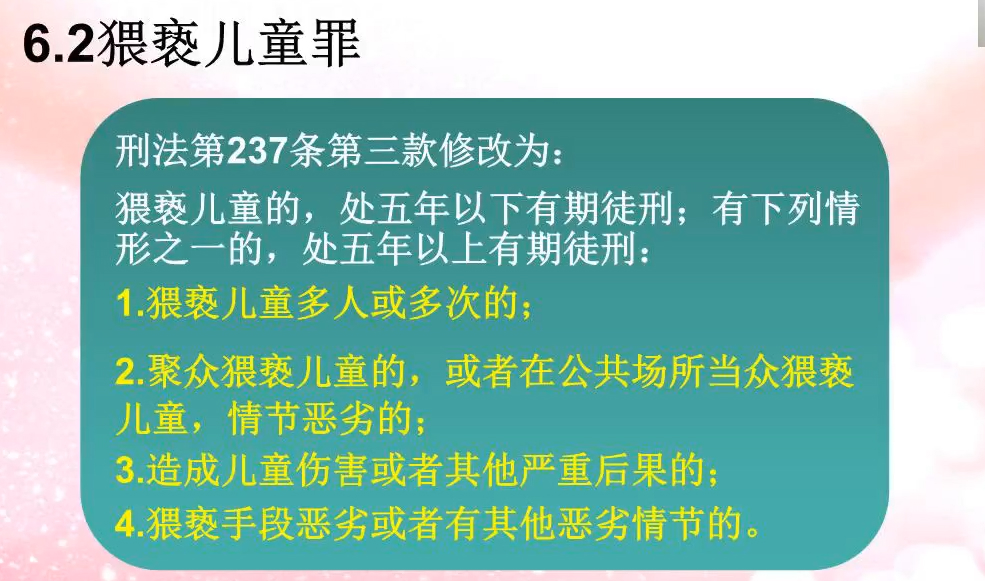 6.2猥亵儿童罪
刑法第237条第三款修改为：
猥亵儿童的，处五年以下有期徒刑；有下列情
形之一的，处五年以上有期徒刑：
1.猥亵儿童多人或多次的；
2.聚众猥亵儿童的，或者在公共场所当众猥亵
儿童，情节恶劣的；
3.造成儿童伤害或者其他严重后果的；
4.猥亵手段恶劣或者有其他恶劣情节的。